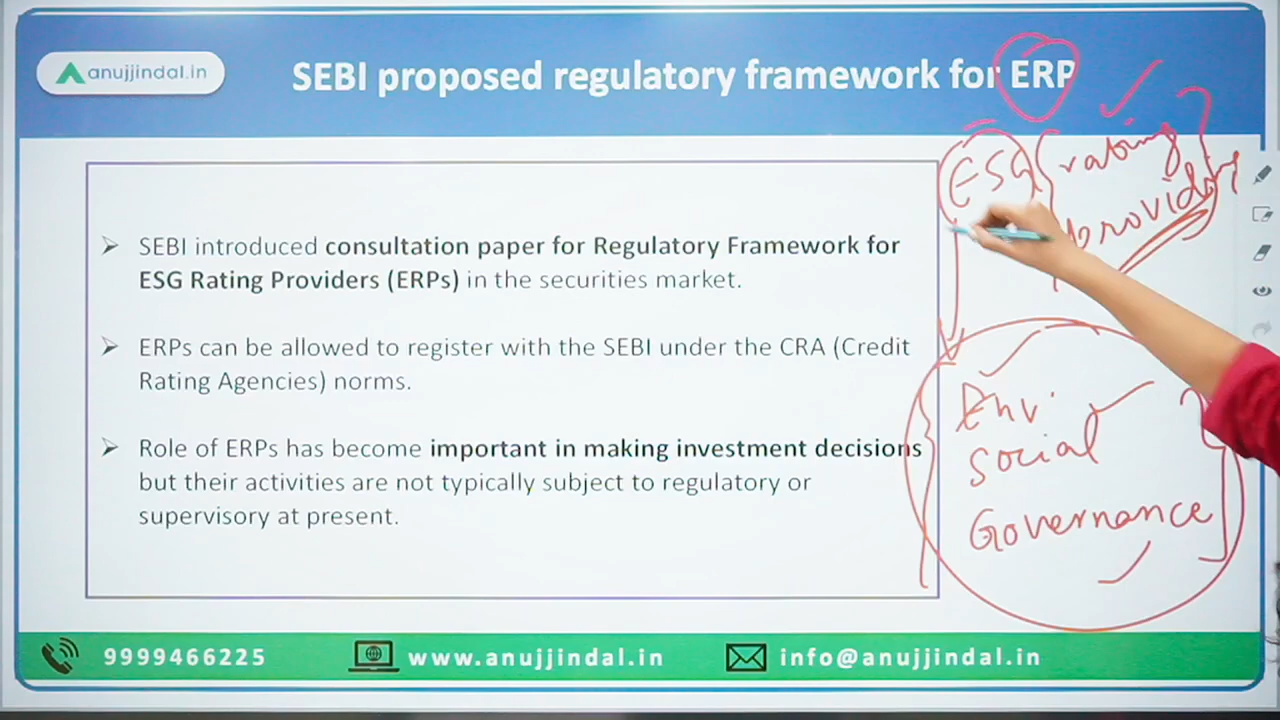 anujjindal.in
SEBI proposed regulatory framework for ERP
ESG { rating }
providing
➢ SEBI introduced consultation paper for Regulatory Framework for
ESG Rating Providers (ERPs) in the securities market.
➢ ERPs can be allowed to register with the SEBI under the CRA (Credit
Rating Agencies) norms.
➢ Role of ERPs has become important in making investment decisions
but their activities are not typically subject to regulatory or
supervisory at present.
Env.
Social
Governance
9999466225
www.anujjindal.in
info@anujjindal.in